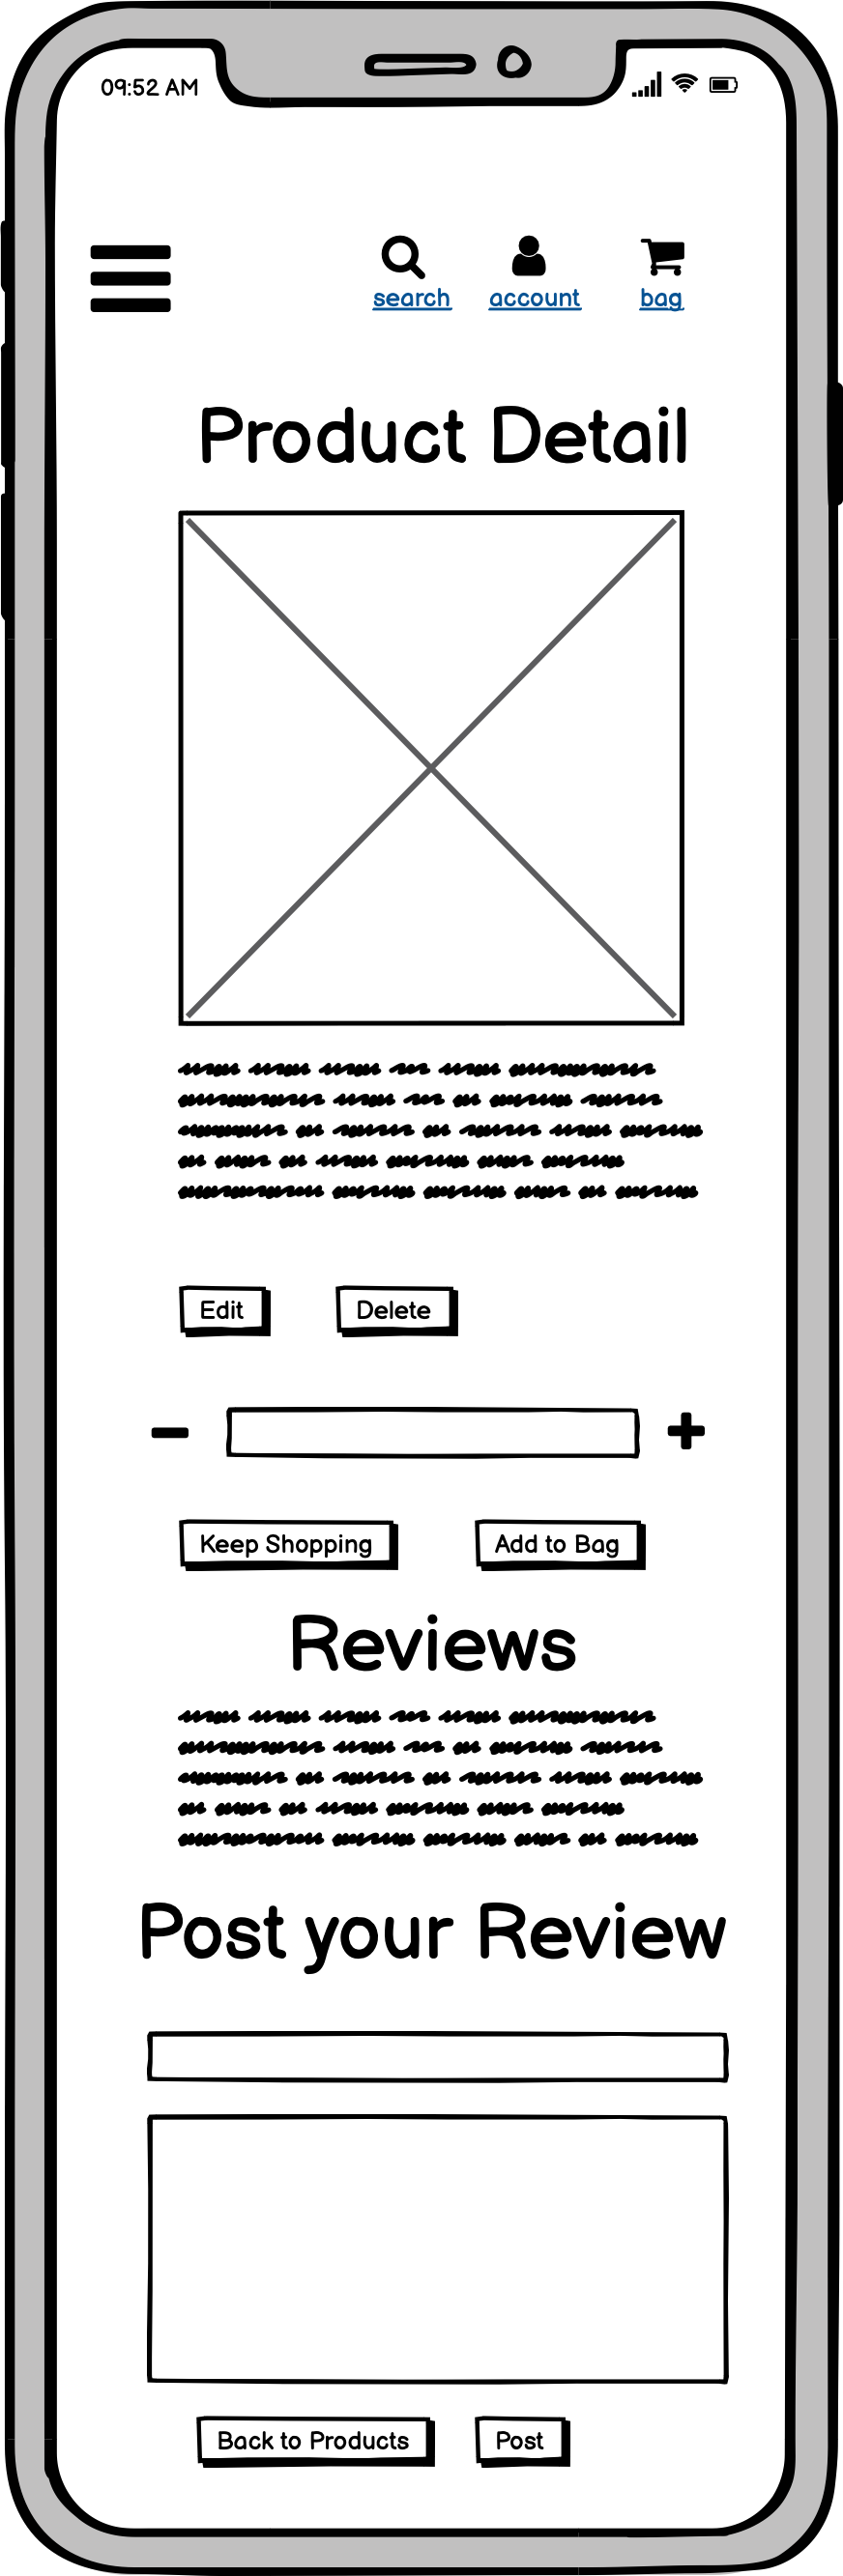 09:52 AM
search account bag
Product Detail
Edit Delete
Keep Shopping Add to Bag
Reviews
Post your Review
Back to Products Post